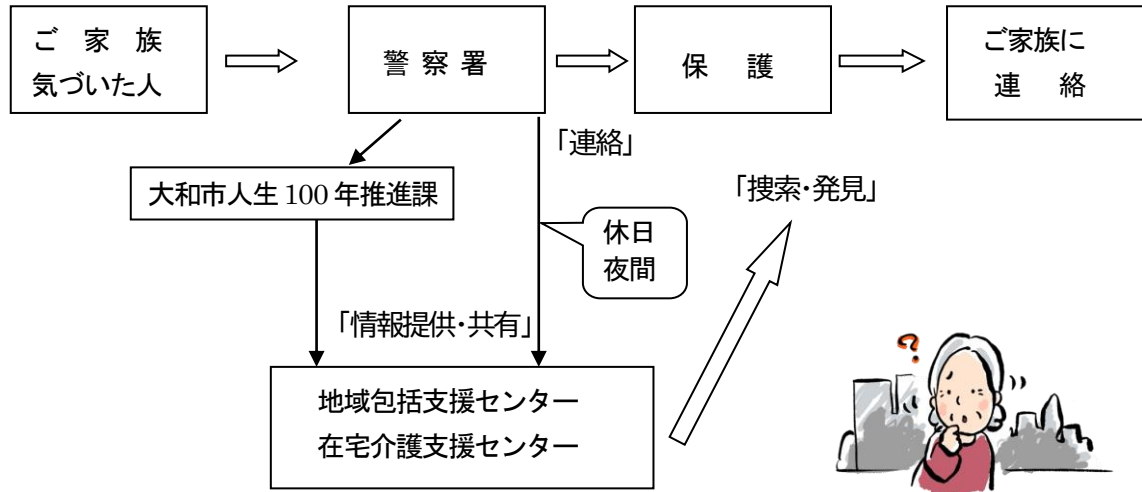 ご 家 族
気づいた人
警 察 署
保 護
ご家族に
連 絡
「連絡」
大和市人生 100 年推進課
「捜索・発見」
休日
夜間
「情報提供・共有」
地域包括支援センター
在宅介護支援センター
?